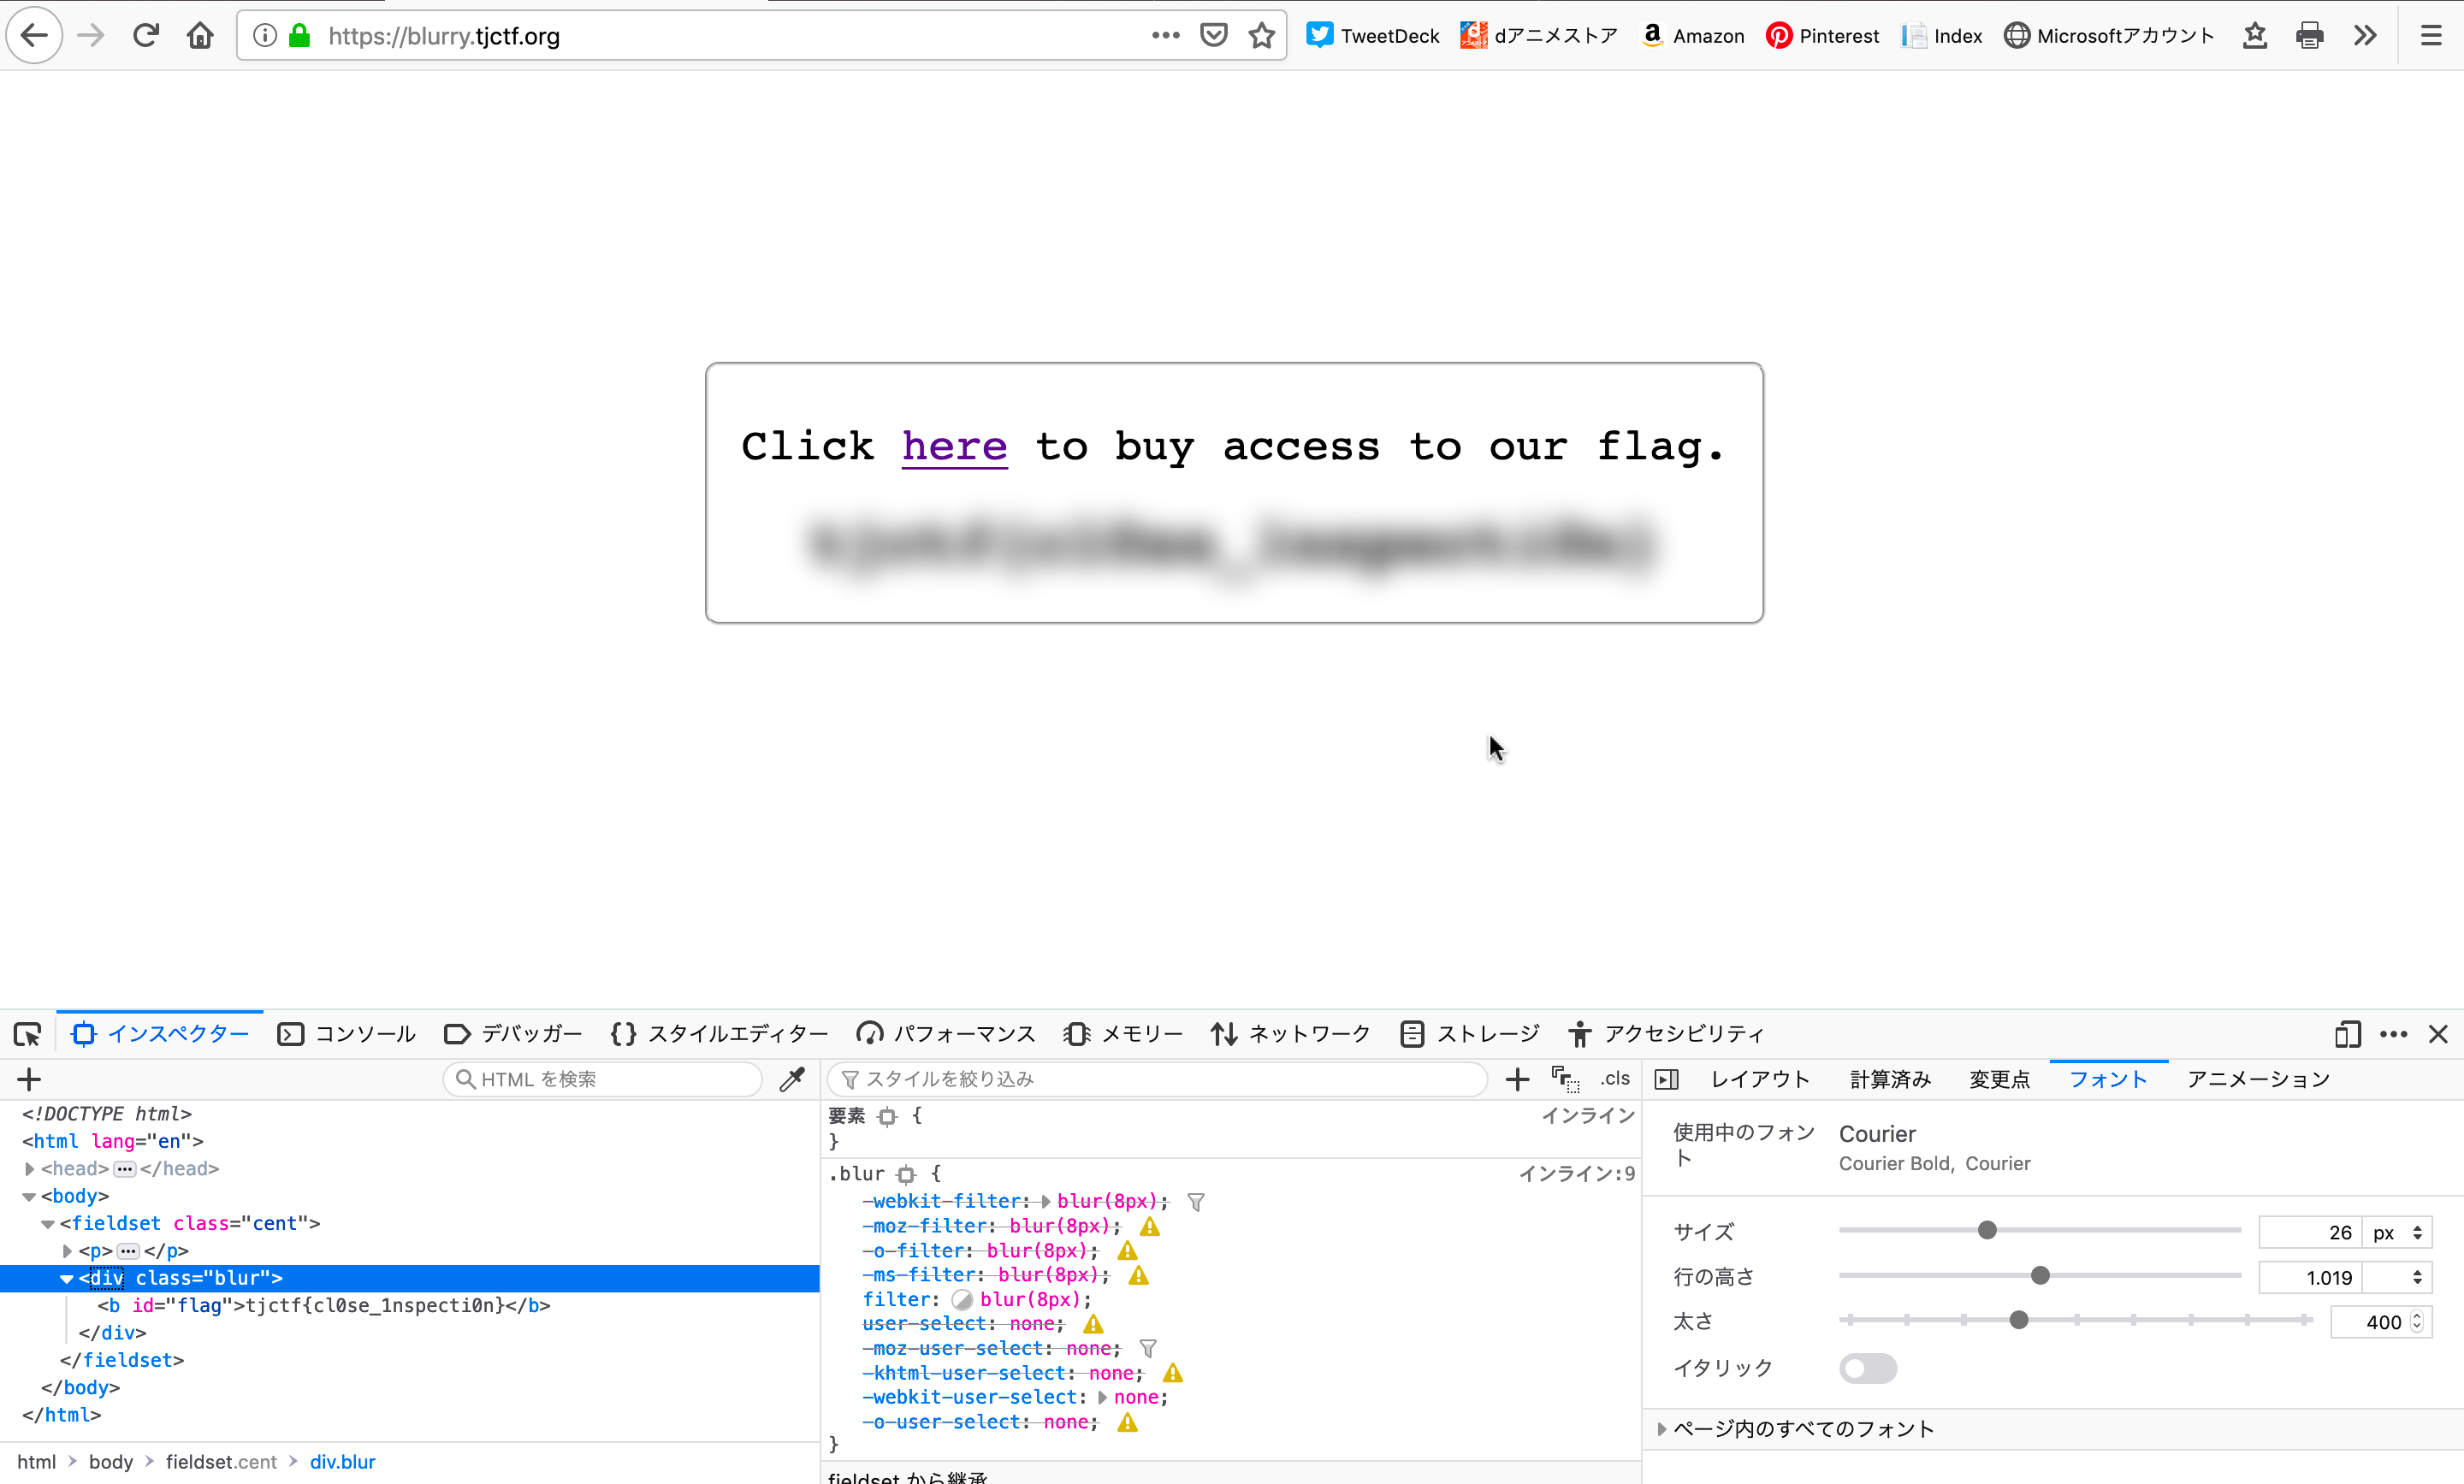 https://blurry.tjctf.org
TweetDeck
dアニメストア
Amazon
Pinterest
Index
Microsoftアカウント
Click here to buy access to our flag.
インスペクター
コンソール
デバッガー
スタイルエディター
パフォーマンス
メモリー
ネットワーク
ストレージ
アクセシビリティ
HTML を検索
<!DOCTYPE html>
<html lang="en">
<head></head>
<body>
<fieldset class="cent">
<p></p>
<div class="blur">
<b id="flag">tjctf{cl0se_1nspecti0n}</b>
</div>
</fieldset>
</body>
</html>
html > body > fieldset.cent > div.blur
スタイルを絞り込み
.cls
要素 {
インライン
}
.blur {
インライン:9
-webkit-filter: blur(8px);
-moz-filter: blur(8px);
-o-filter: blur(8px);
-ms-filter: blur(8px);
filter: blur(8px);
user-select: none;
-moz-user-select: none;
-khtml-user-select: none;
-webkit-user-select: none;
-o-user-select: none;
}
fieldset から継承
レイアウト
計算済み
変更点
フォント
アニメーション
使用中のフォン
ト
Courier
Courier Bold, Courier
サイズ
26 px
行の高さ
1.019
太さ
400
イタリック
ページ内のすべてのフォント